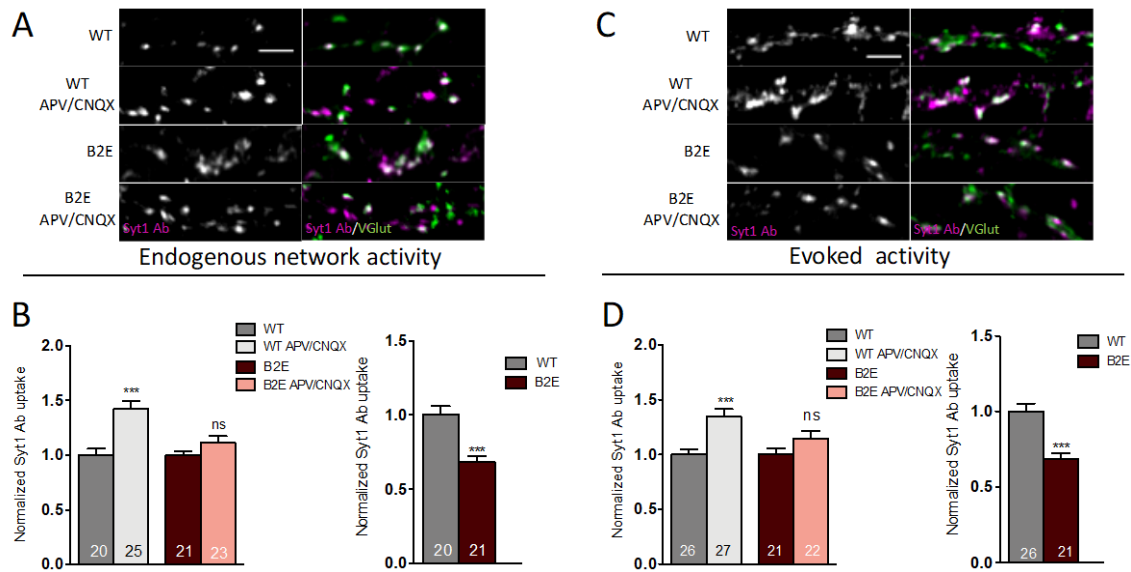 A
WT
WT
APV/CNQX
B2E
B2E
APV/CNQX
Syt1 Ab
Syt1 Ab/VGlut
Endogenous network activity
C
WT
WT
APV/CNQX
B2E
B2E
APV/CNQX
Syt1 Ab
Syt1 Ab/VGlut
Evoked activity
B
Normalized Syt1 Ab uptake
2.0
1.5
1.0
0.5
0.0
***
ns
20
25
21
23
WT
WT APV/CNQX
B2E
B2E APV/CNQX
Normalized Syt1 Ab uptake
1.5
1.0
0.5
0.0
***
20
21
WT
B2E
D
Normalized Syt1 Ab uptake
2.0
1.5
1.0
0.5
0.0
***
ns
26
27
21
22
WT
WT APV/CNQX
B2E
B2E APV/CNQX
Normalized Syt1 Ab uptake
1.5
1.0
0.5
0.0
***
26
21
WT
B2E